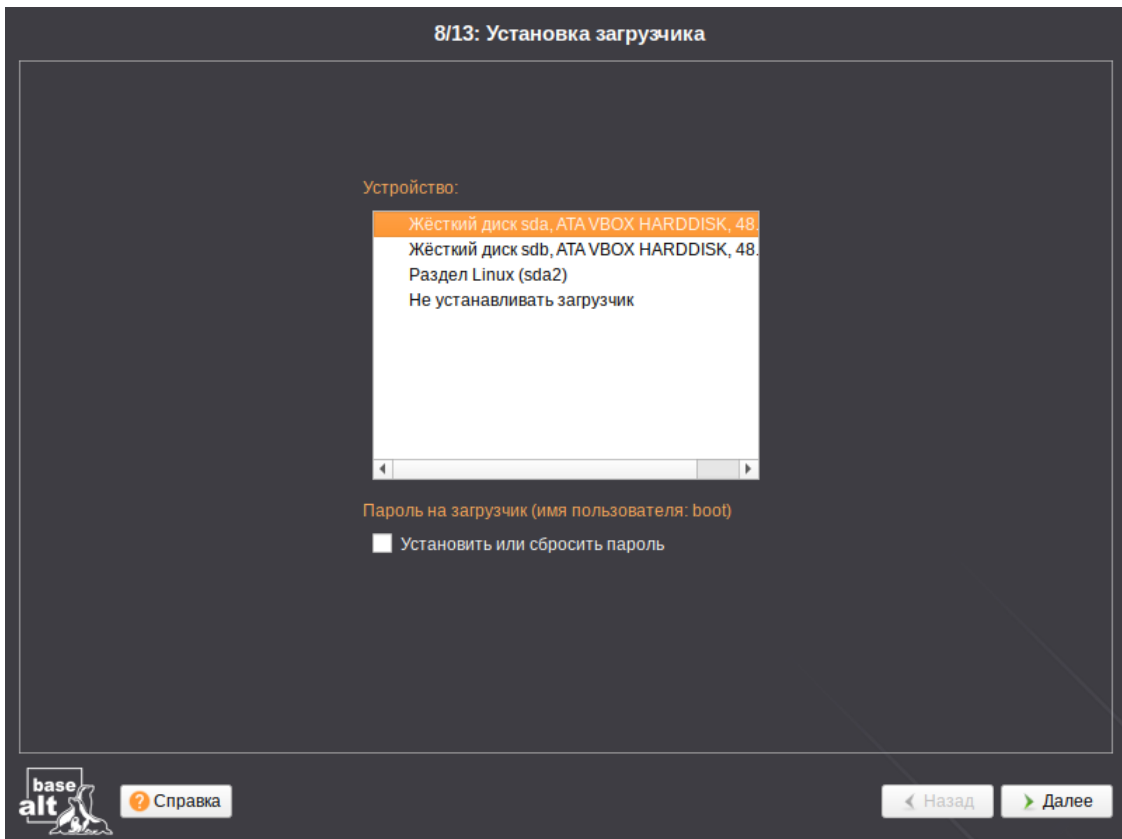 8/13: Установка загрузчика
Устройство:
Жёсткий диск sda, ATA VBOX HARDDISK, 48.
Жёсткий диск sdb, ATA VBOX HARDDISK, 48.
Раздел Linux (sda2)
Не устанавливать загрузчик
Пароль на загрузчик (имя пользователя: boot)
Установить или сбросить пароль
base
alt
Справка
Назад
Далее